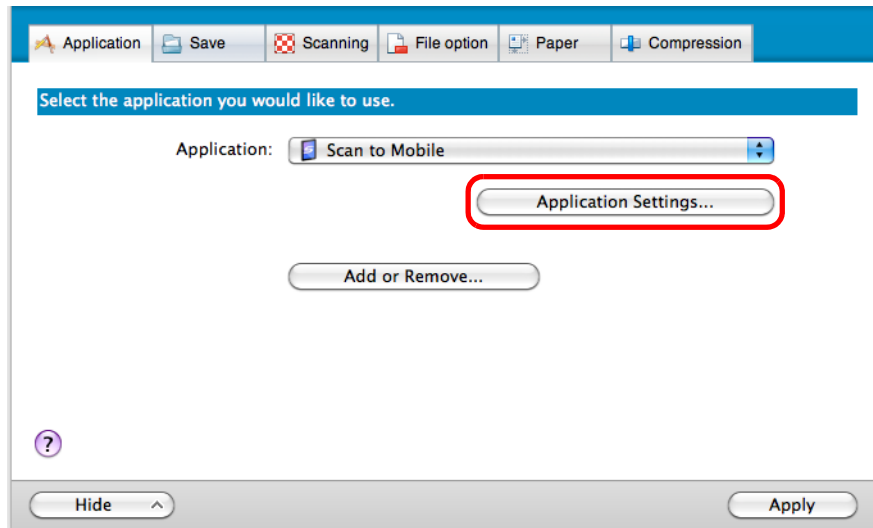 Application Save Scanning File option Paper Compression
Select the application you would like to use.
Application: Scan to Mobile
Application Settings...
Add or Remove...
?
Hide Apply